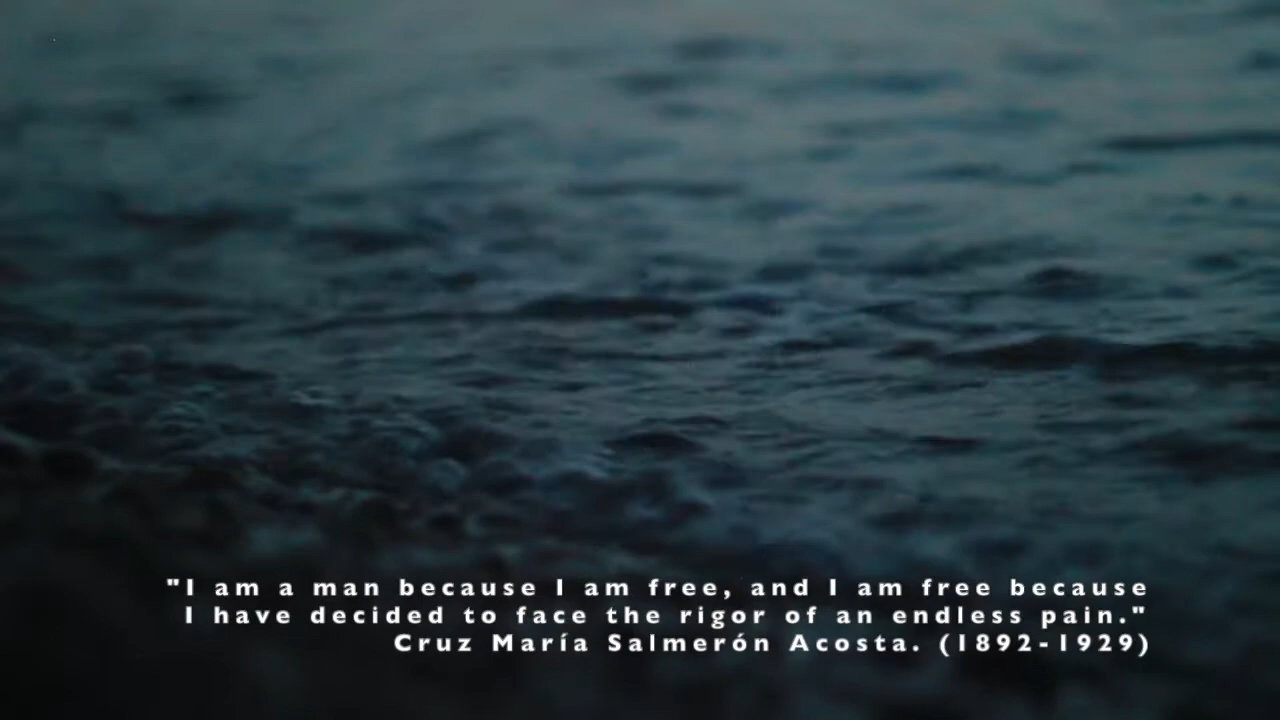 "I am a man because I am free, and I am free because
I have decided to face the rigor of an endless pain."
Cruz María Salmerón Acosta. (1892-1929)